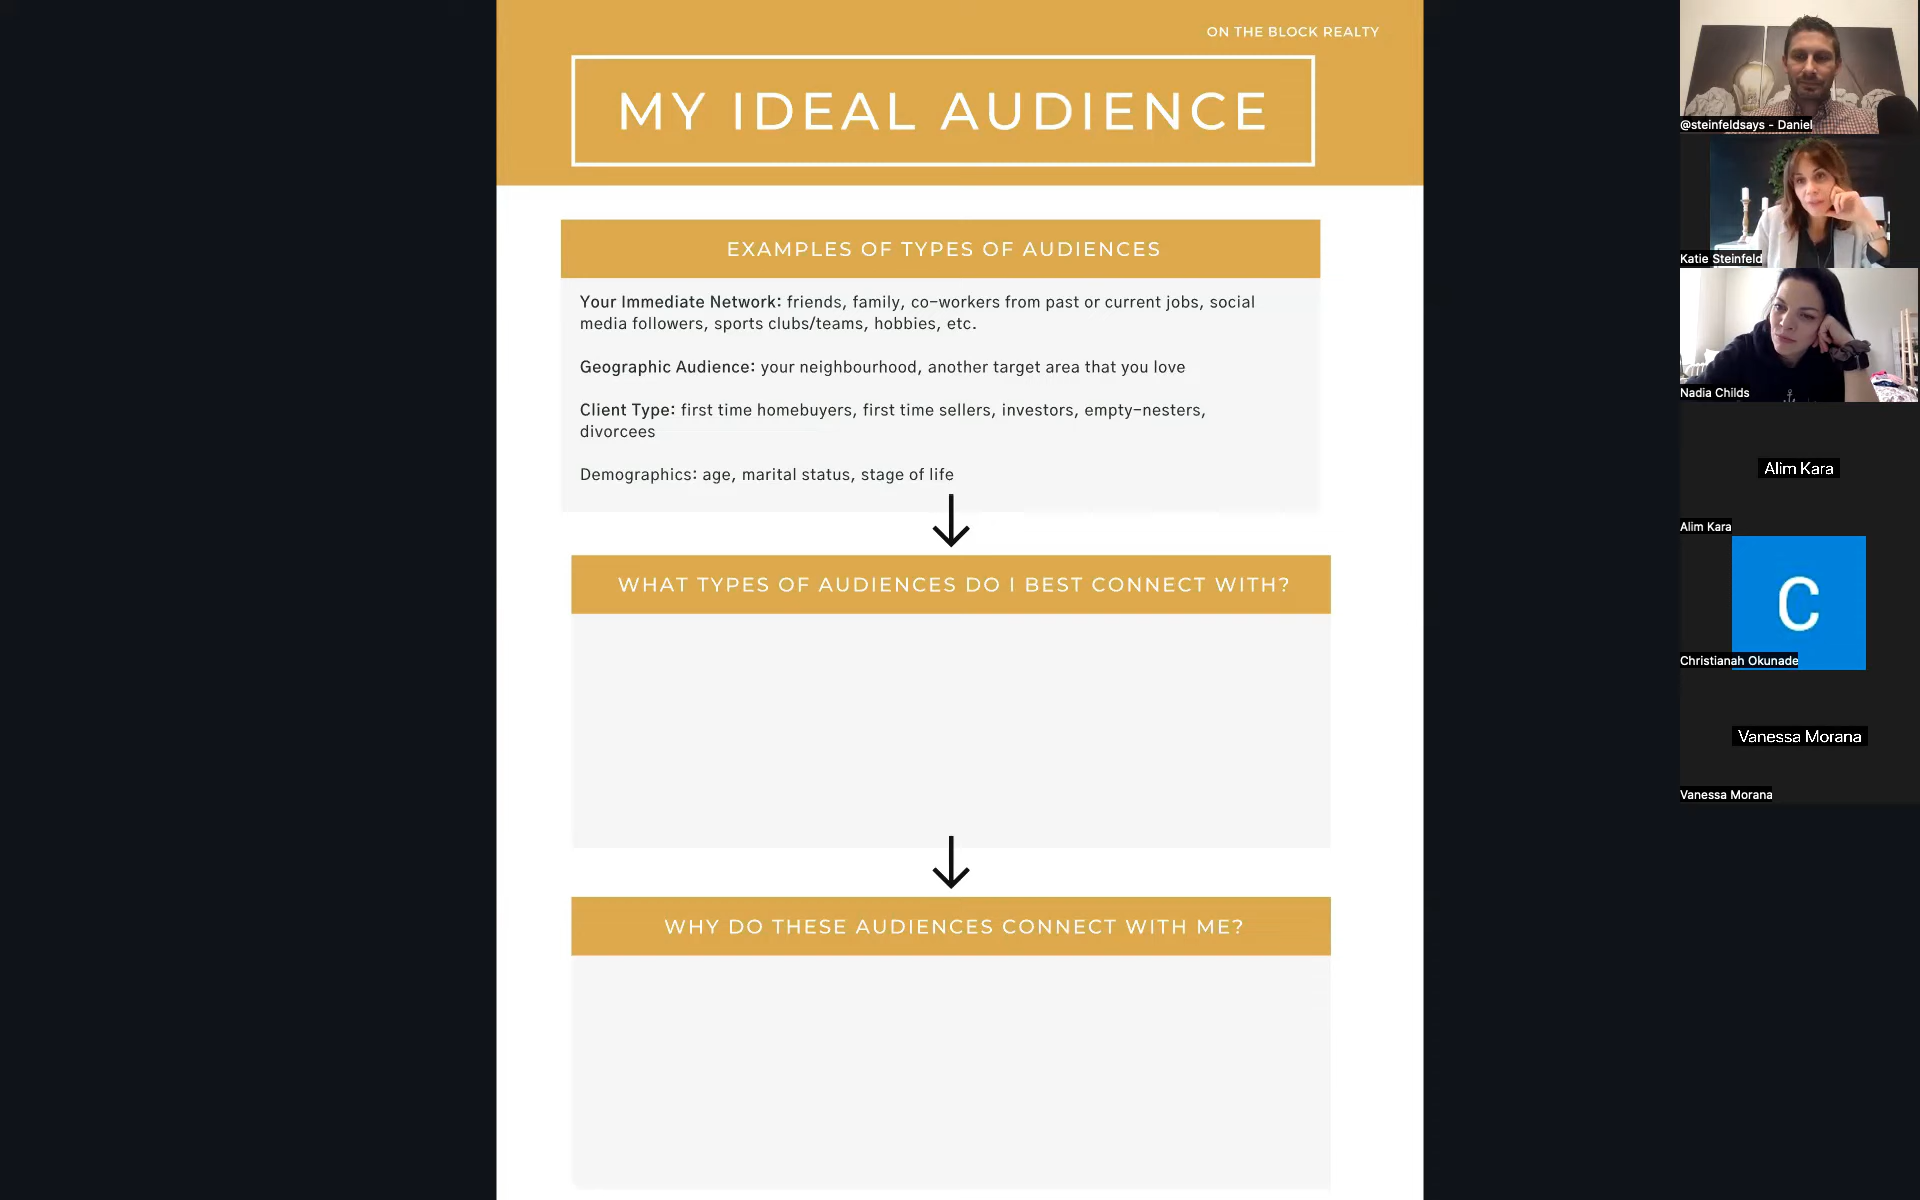 ON THE BLOCK REALTY
MY IDEAL AUDIENCE
EXAMPLES OF TYPES OF AUDIENCES
Your Immediate Network: friends, family, co-workers from past or current jobs, social
media followers, sports clubs/teams, hobbies, etc.
Geographic Audience: your neighbourhood, another target area that you love
Client Type: first time homebuyers, first time sellers, investors, empty-nesters,
divorcees
Demographics: age, marital status, stage of life
WHAT TYPES OF AUDIENCES DO I BEST CONNECT WITH?
WHY DO THESE AUDIENCES CONNECT WITH ME?
@steinfeldsays - Daniel
Katie Steinfeld
Nadia Childs
Alim Kara
Alim Kara
C
Christianah Okunade
Vanessa Morana
Vanessa Morana